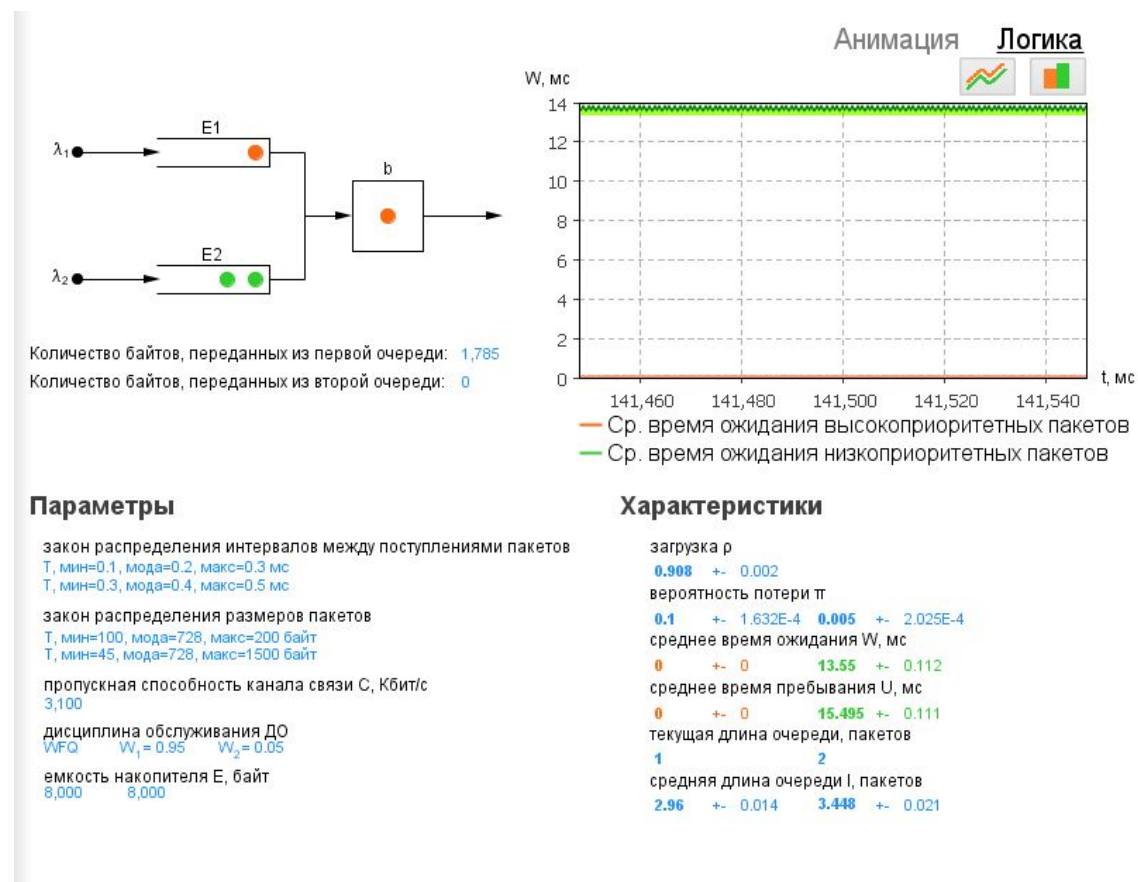 Анимация Логика
W, мс
14
12
10
8
6
4
2
0
141,460 141,480 141,500 141,520 141,540
t, мс
Ср. время ожидания высокоприоритетных пакетов
Ср. время ожидания низкоприоритетных пакетов
E1
λ1
b
E2
λ2
Количество байтов, переданных из первой очереди: 1,785
Количество байтов, переданных из второй очереди: 0
Параметры
закон распределения интервалов между поступлениями пакетов
T, мин=0.1, мода=0.2, макс=0.3 мс
T, мин=0.3, мода=0.4, макс=0.5 мс
закон распределения размеров пакетов
T, мин=100, мода=728, макс=200 байт
T, мин=45, мода=728, макс=1500 байт
пропускная способность канала связи C, Кбит/с
3,100
дисциплина обслуживания ДО
WFQ W1 = 0.95 W2 = 0.05
емкость накопителя E, байт
8,000 8,000
Характеристики
загрузка ρ
0.908 +- 0.002
вероятность потери π
0.1 +- 1.632E-4 0.005 +- 2.025E-4
среднее время ожидания W, мс
0 +- 0 13.55 +- 0.112
среднее время пребывания U, мс
0 +- 0 15.495 +- 0.111
текущая длина очереди, пакетов
1 2
средняя длина очереди l, пакетов
2.96 +- 0.014 3.448 +- 0.021